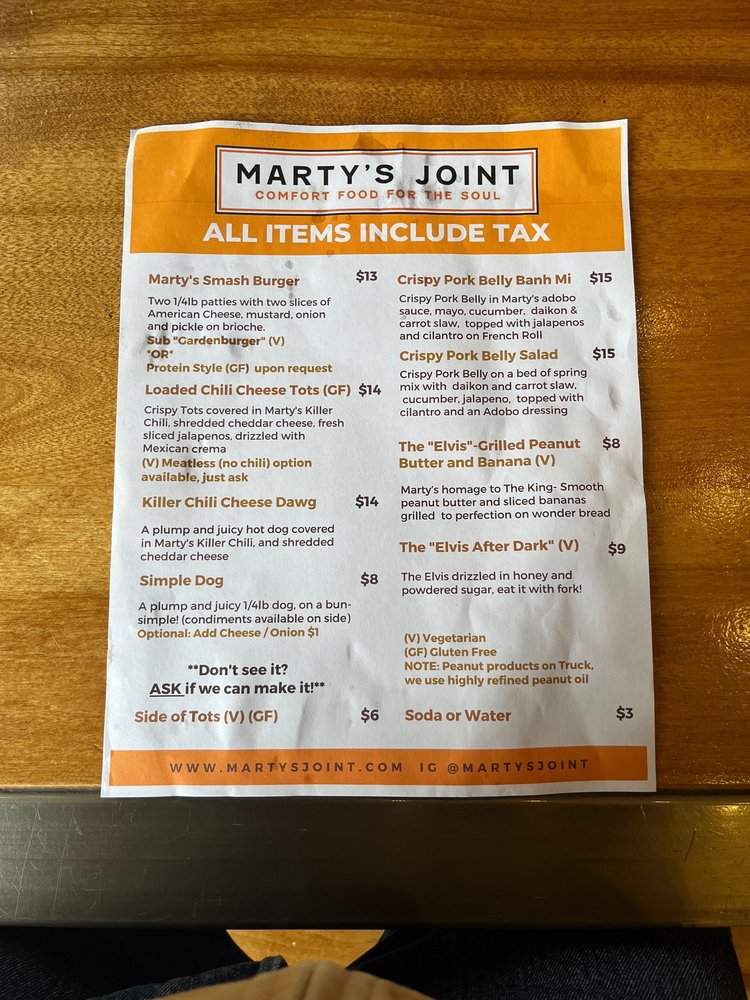 MARTY'S JOINT
COMFORT FOOD FOR THE SOUL
ALL ITEMS INCLUDE TAX
Marty's Smash Burger $13
Two 1/4lb patties with two slices of
American Cheese, mustard, onion
and pickle on brioche.
Sub "Gardenburger" (V)
*OR*
Protein Style (GF) upon request
Loaded Chili Cheese Tots (GF) $14
Crispy Tots covered in Marty's Killer
Chili, shredded cheddar cheese, fresh
sliced jalapenos, drizzled with
Mexican crema
(V) Meatless (no chili) option
available, just ask
Killer Chili Cheese Dawg $14
A plump and juicy hot dog covered
in Marty's Killer Chili, and shredded
cheddar cheese
Simple Dog $8
A plump and juicy 1/4lb dog, on a bun-
simple! (condiments available on side)
Optional: Add Cheese / Onion $1
**Don't see it?
ASK if we can make it!**
Side of Tots (V) (GF) $6
Crispy Pork Belly Banh Mi $15
Crispy Pork Belly in Marty's adobo
sauce, mayo, cucumber, daikon &
carrot slaw, topped with jalapenos
and cilantro on French Roll
Crispy Pork Belly Salad $15
Crispy Pork Belly on a bed of spring
mix with daikon and carrot slaw,
cucumber, jalapeno, topped with
cilantro and an Adobo dressing
The "Elvis"-Grilled Peanut $8
Butter and Banana (V)
Marty's homage to The King- Smooth
peanut butter and sliced bananas
grilled to perfection on wonder bread
The "Elvis After Dark" (V) $9
The Elvis drizzled in honey and
powdered sugar, eat it with fork!
(V) Vegetarian
(GF) Gluten Free
NOTE: Peanut products on Truck,
we use highly refined peanut oil
Soda or Water $3
WWW.MARTYSJOINT.COM IG @MARTYSJOINT